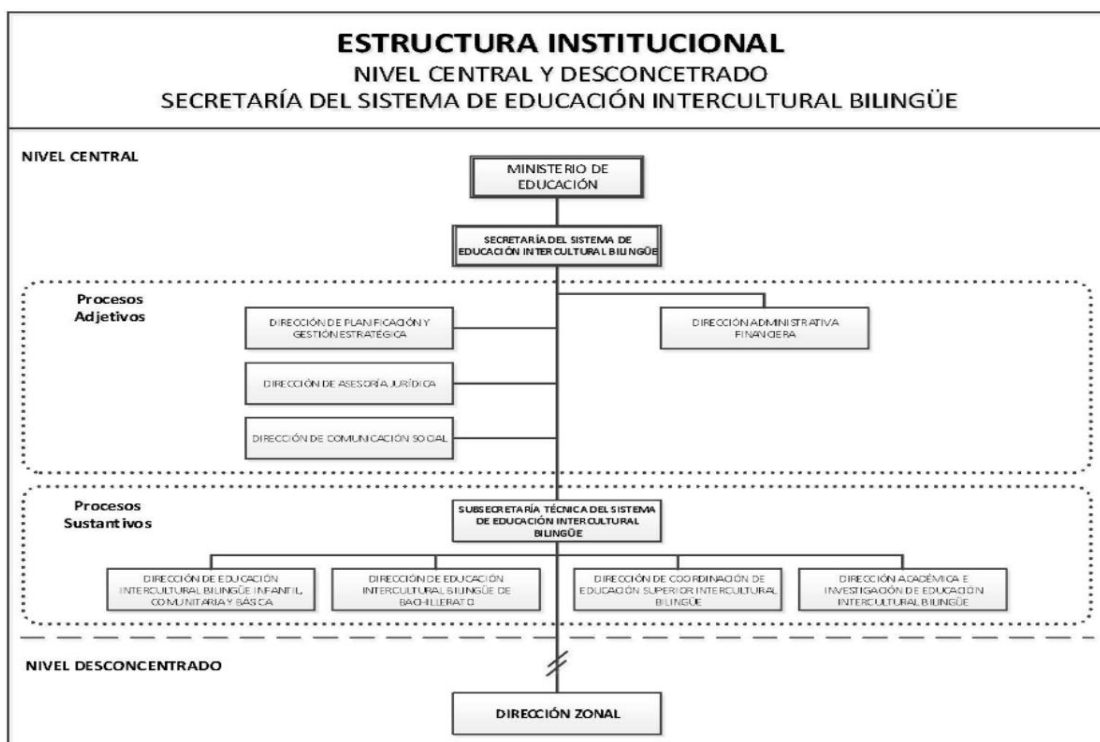 ESTRUCTURA INSTITUCIONAL
NIVEL CENTRAL Y DESCONCETRADO
SECRETARÍA DEL SISTEMA DE EDUCACIÓN INTERCULTURAL BILINGÜE
NIVEL CENTRAL
MINISTERIO DE
EDUCACIÓN
SECRETARÍA DEL SISTEMA DE
EDUCACIÓN INTERCULTURAL BILINGÜE
Procesos
Adjetivos
DIRECCIÓN DE PLANIFICACIÓN Y
GESTIÓN ESTRATÉGICA
DIRECCIÓN ADMINISTRATIVA
FINANCIERA
DIRECCIÓN DE ASESORÍA JURÍDICA
DIRECCIÓN DE COMUNICACIÓN SOCIAL
Procesos
Sustantivos
SUBSECRETARÍA TÉCNICA DEL SISTEMA
DE EDUCACIÓN INTERCULTURAL
BILINGÜE
DIRECCIÓN DE EDUCACIÓN
INTERCULTURAL BILINGÜE INFANTIL,
COMUNITARIA Y BÁSICA
DIRECCIÓN DE EDUCACIÓN
INTERCULTURAL BILINGÜE DE
BACHILLERATO
DIRECCIÓN DE COORDINACIÓN DE
EDUCACIÓN SUPERIOR INTERCULTURAL
BILINGÜE
DIRECCIÓN ACADÉMICA E
INVESTIGACIÓN DE EDUCACIÓN
INTERCULTURAL BILINGÜE
NIVEL DESCONCENTRADO
DIRECCIÓN ZONAL